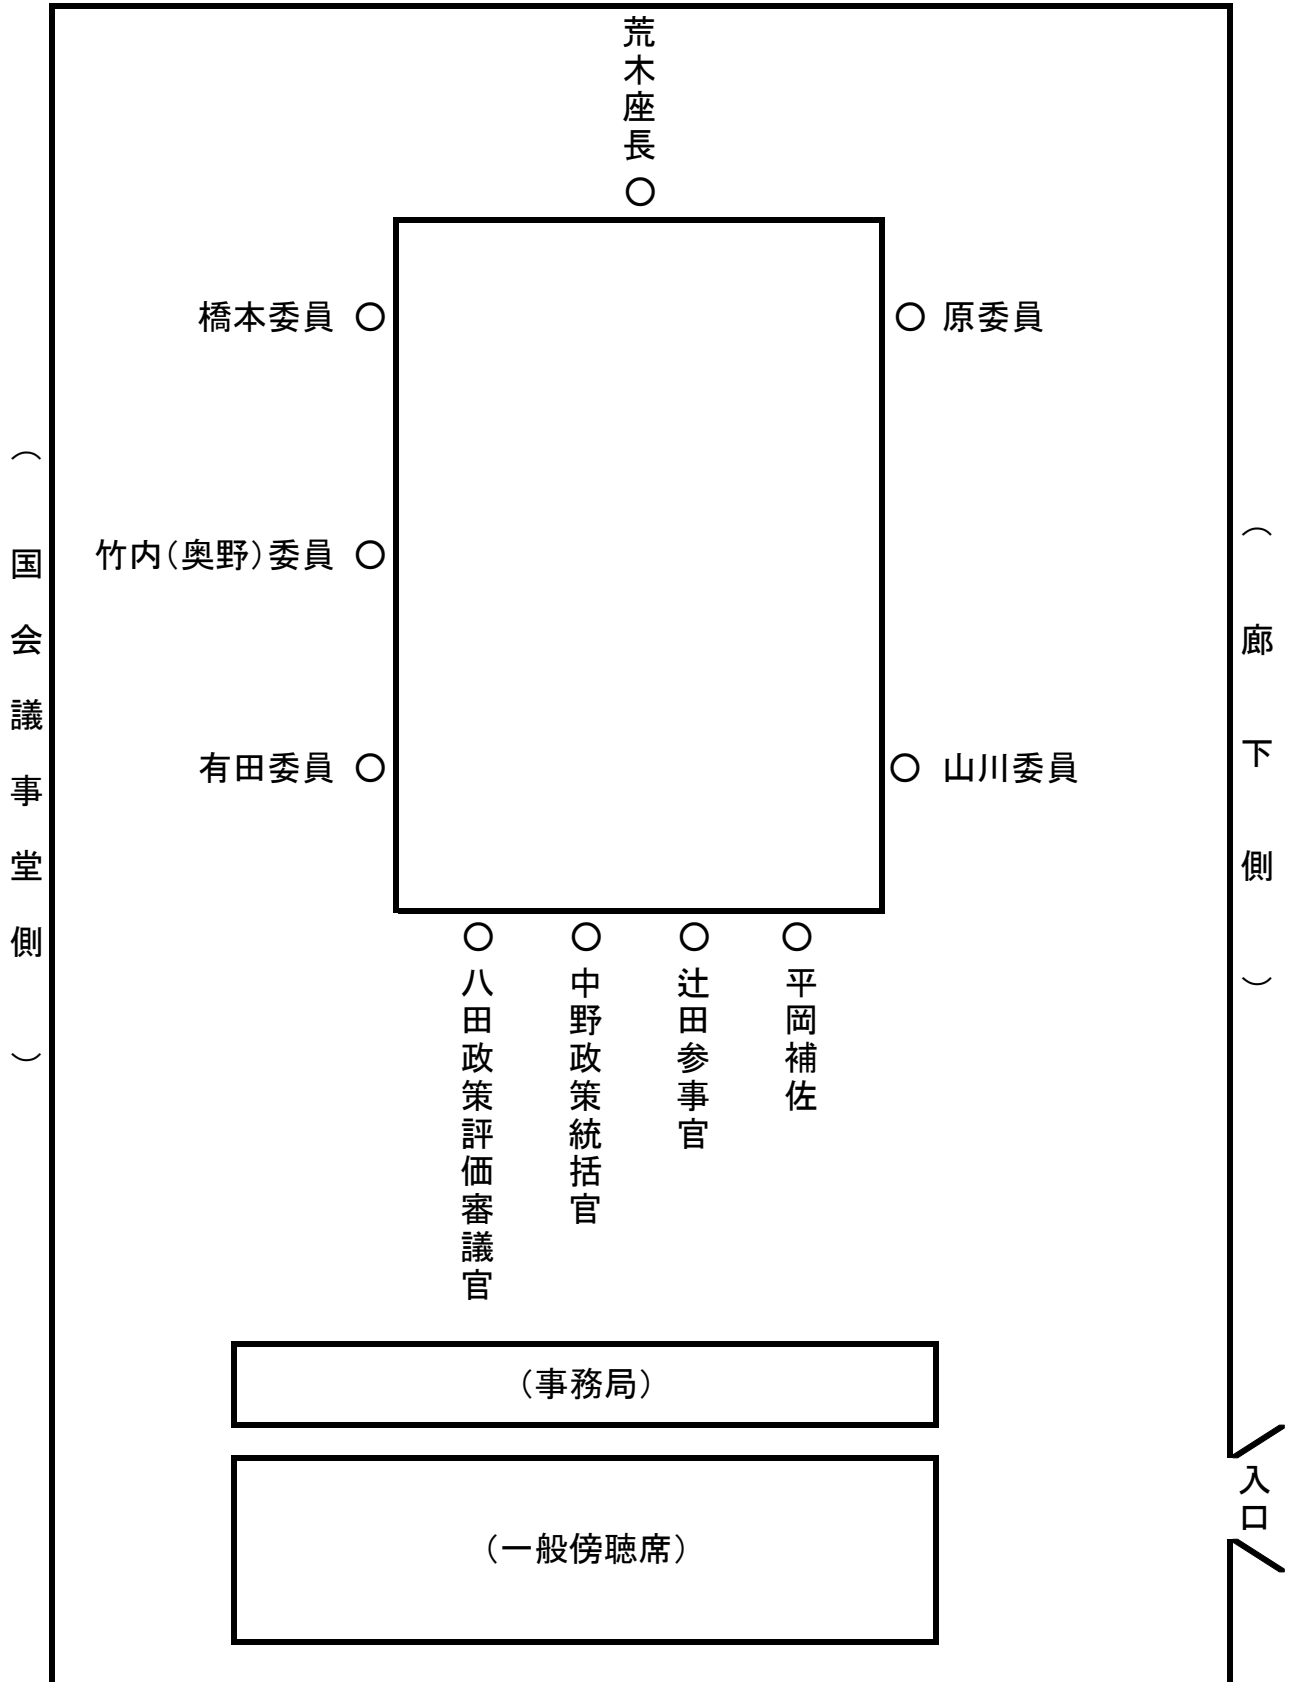 荒木座長
橋本委員
原委員
竹内(奥野)委員
有田委員
山川委員
(国会議事堂側)
(廊下側)
八田政策評価審議官
中野政策統括官
辻田参事官
平岡補佐
(事務局)
入口
(一般傍聴席)